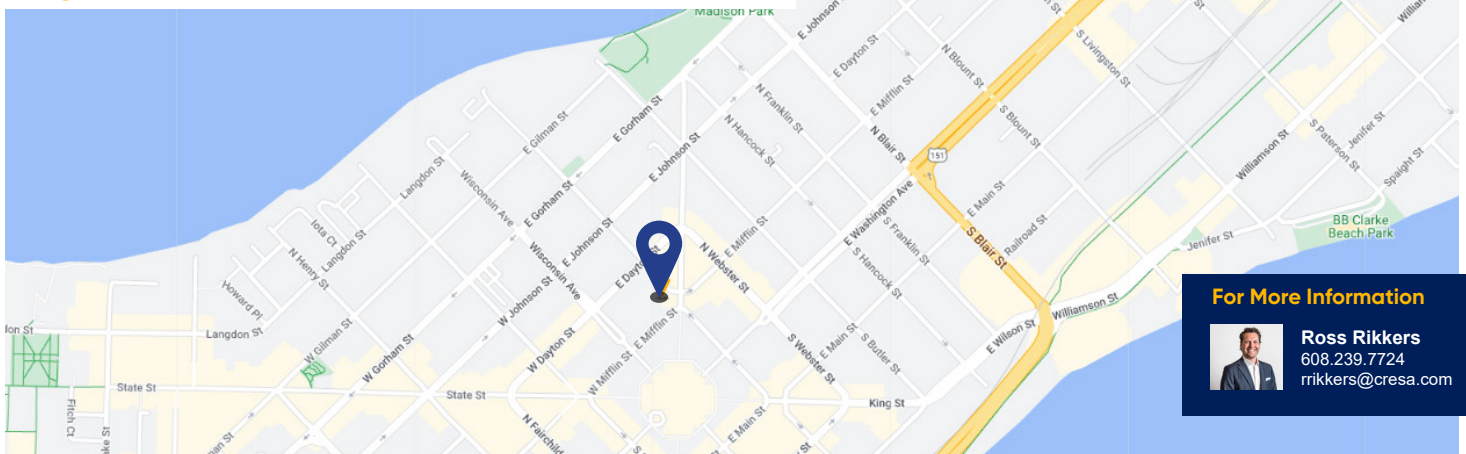 Madison Park
E Johnson St
E Dayton St
N Blount St
S Livingston St
St
St
E Mifflin St
N Franklin St
N Hancock St
E Gorham St
E Gilman St
N Blair St
S Blount St
151
Williamson St
S Paterson St
Jenifer St
Spaight St
Langdon St
Wisconsin Ave
E Johnson St
E Gorham St
Iota Ct
Langdon St
N Henry St
Howard Pl
E Johnson St
Wisconsin Ave
E Mifflin St
N Webster St
E Washington Ave
S Franklin St
S Hancock St
E Main St
Railroad St
S Blair St
BB Clarke
Beach Park
Jenifer St
W Johnson St
E Mifflin St
Langdon St
W Gilman St
W Gorham St
W Dayton St
W Mifflin St
S Webster St
E Main St
S Butler St
E Wilson St
Williamson St
State St
State St
King St
Fitch Ct
E Main St
For More Information
Ross Rikkers
608.239.7724
rrikkers@cresa.com